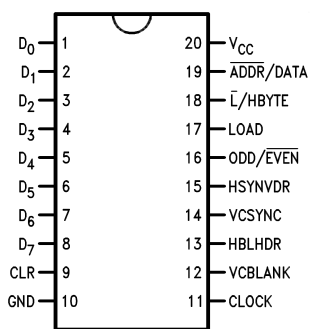 D0 1 20 VCC
D1 2 19 A̅D̅D̅R̅/DATA
D2 3 18 L̅/HBYTE
D3 4 17 LOAD
D4 5 16 ODD/E̅V̅E̅N̅
D5 6 15 HSYNVDR
D6 7 14 VCSYNC
D7 8 13 HBLHDR
CLR 9 12 VCBLANK
GND 10 11 CLOCK